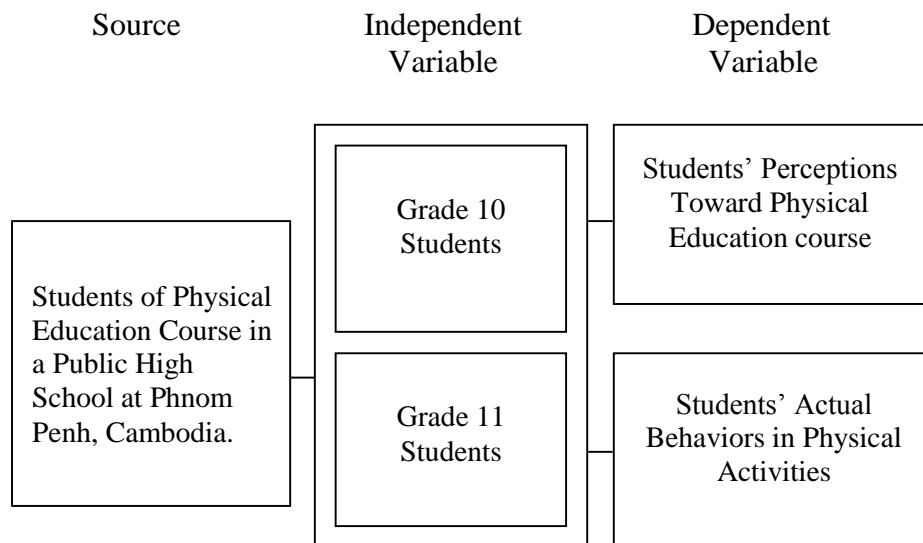 Source
Independent
Variable
Dependent
Variable
Students of Physical
Education Course in
a Public High
School at Phnom
Penh, Cambodia.
Grade 10
Students
Grade 11
Students
Students’ Perceptions
Toward Physical
Education course
Students’ Actual
Behaviors in Physical
Activities